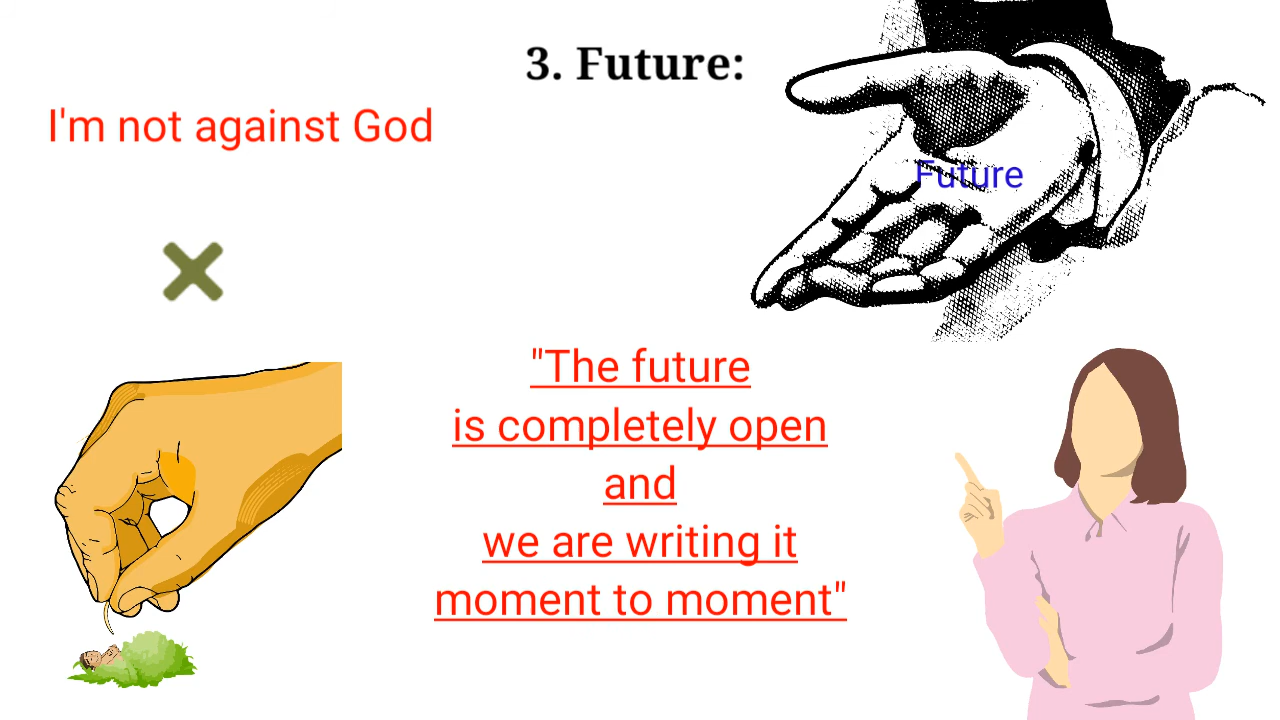 3. Future:
I'm not against God
Future
"The future
is completely open
and
we are writing it
moment to moment"